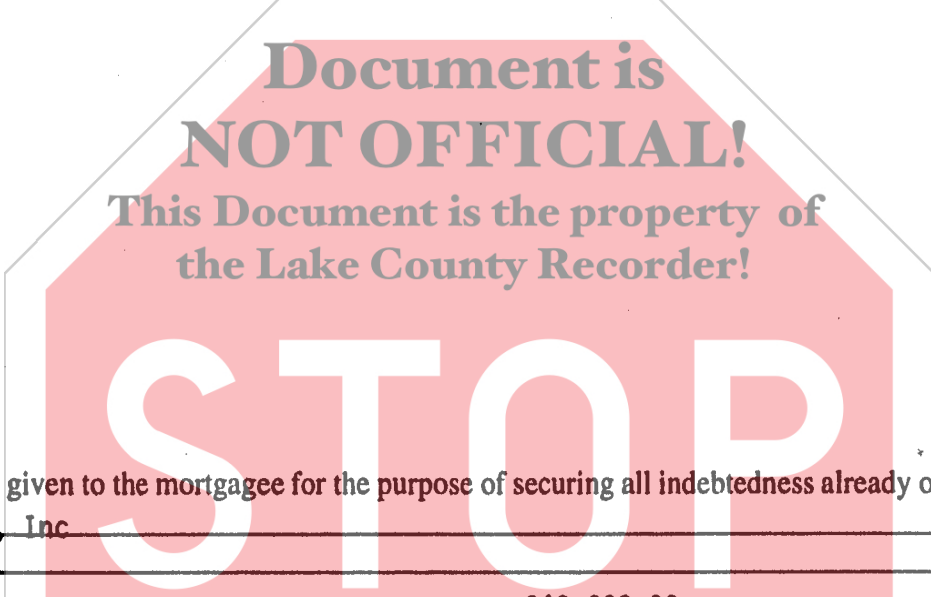 Document is
NOT OFFICIAL!
This Document is the property of
the Lake County Recorder!
STOP
given to the mortgagee for the purpose of securing all indebtedness already
Inc